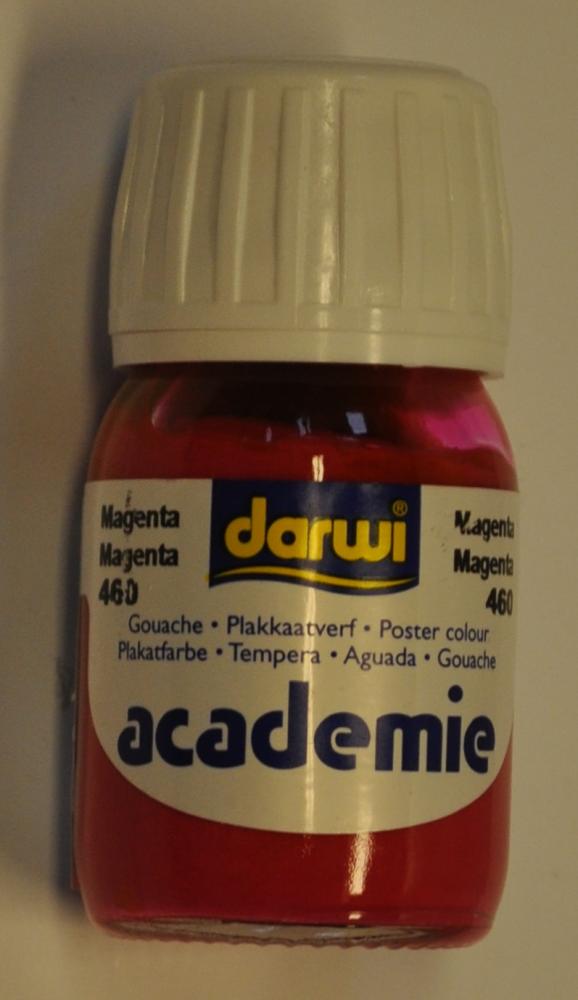 darwi®
Magenta
Magenta
460
Magenta
Magenta
460
Gouache • Plakkaatverf • Poster colour
Plakatfarbe • Tempera • Aguada • Gouache
academie